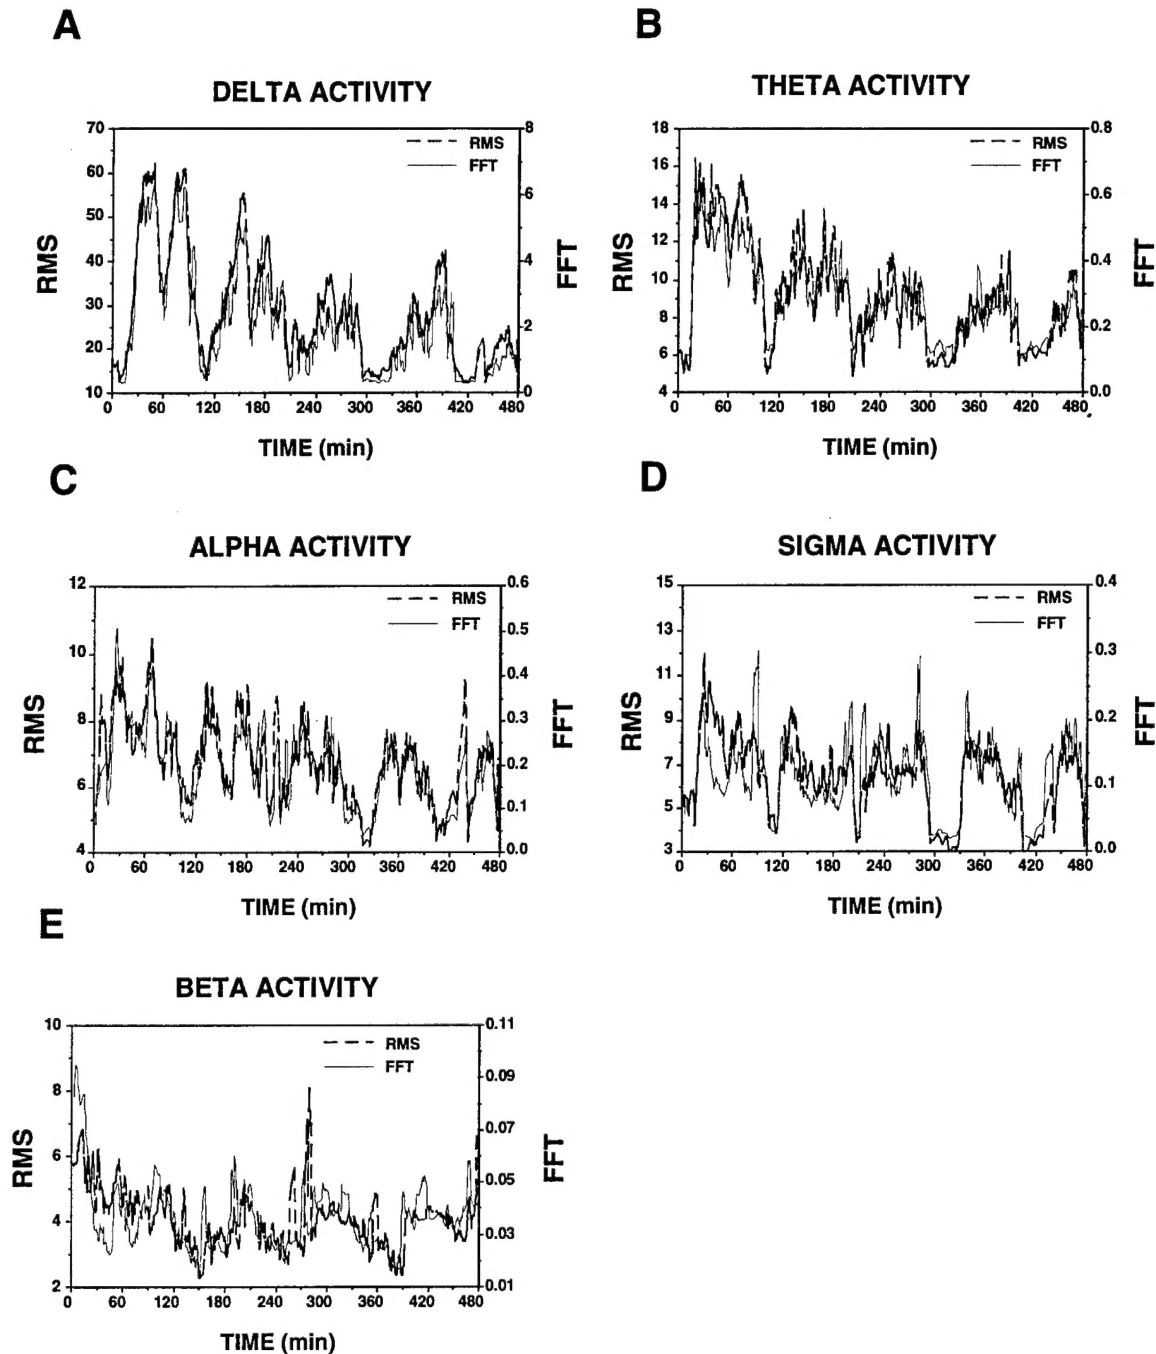 A
DELTA ACTIVITY
70
60
50
40
30
20
10
RMS
8
6
4
2
0
FFT
RMS
FFT
0 60 120 180 240 300 360 420 480
TIME (min)
B
THETA ACTIVITY
18
16
14
12
10
8
6
4
RMS
0.8
0.6
0.4
0.2
0.0
FFT
RMS
FFT
0 60 120 180 240 300 360 420 480
TIME (min)
C
ALPHA ACTIVITY
12
10
8
6
4
RMS
0.6
0.5
0.4
0.3
0.2
0.1
0.0
FFT
RMS
FFT
0 60 120 180 240 300 360 420 480
TIME (min)
D
SIGMA ACTIVITY
15
13
11
9
7
5
3
RMS
0.4
0.3
0.2
0.1
0.0
FFT
RMS
FFT
0 60 120 180 240 300 360 420 480
TIME (min)
E
BETA ACTIVITY
10
8
6
4
2
RMS
0.11
0.09
0.07
0.05
0.03
0.01
FFT
RMS
FFT
0 60 120 180 240 300 360 420 480
TIME (min)